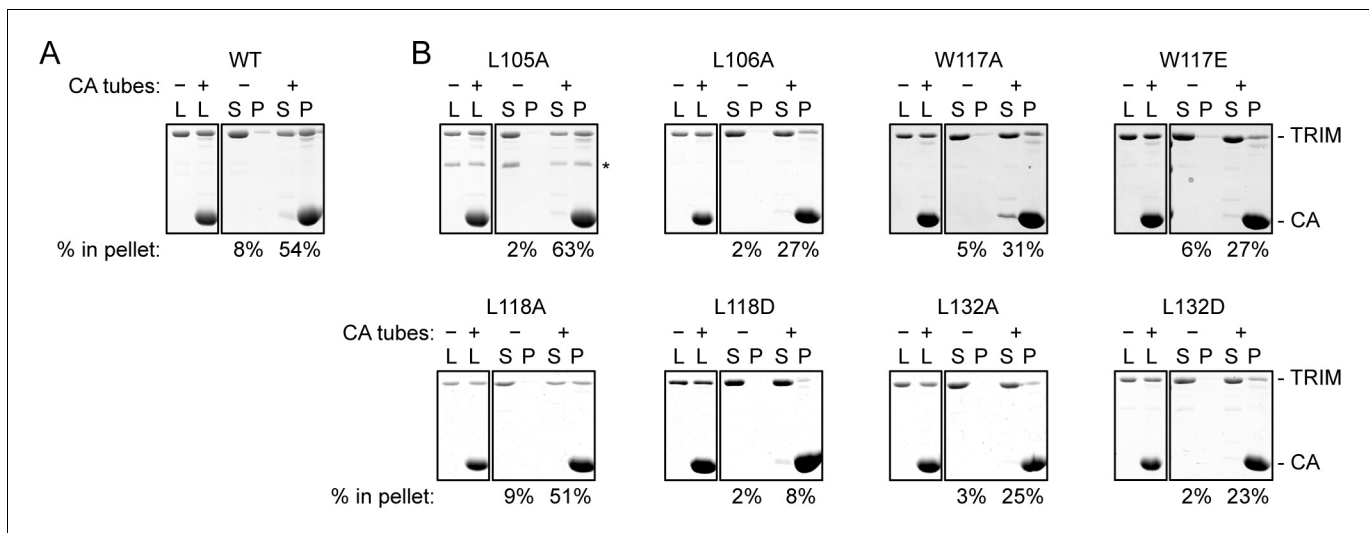 A B
WT L105A L106A W117A W117E
CA tubes: – + – + – + – + – + – + – + – + – + – +
L L S P S P L L S P S P L L S P S P L L S P S P L L S P S P
- TRIM
*
- CA
% in pellet: 8% 54% 2% 63% 2% 27% 5% 31% 6% 27%
L118A L118D L132A L132D
CA tubes: – + – + – + – + – + – + – + – +
L L S P S P L L S P S P L L S P S P L L S P S P
- TRIM
- CA
% in pellet: 9% 51% 2% 8% 3% 25% 2% 23%